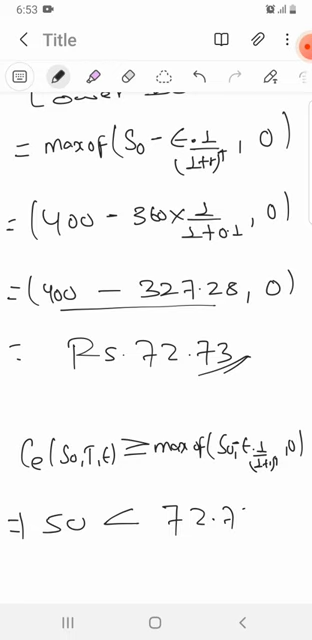 6:53
Title
Lower
= max of (S₀ - E·1/(1+r)ᵀ, 0)
= (400 - 360 × 1/1+0.1, 0)
= (400 - 327.28, 0)
= Rs. 72.73
Ce(S₀, T, E) ≥ max of (S₀ - E·1/(1+r)ᵀ, 0)
⇒ 50 < 72.7